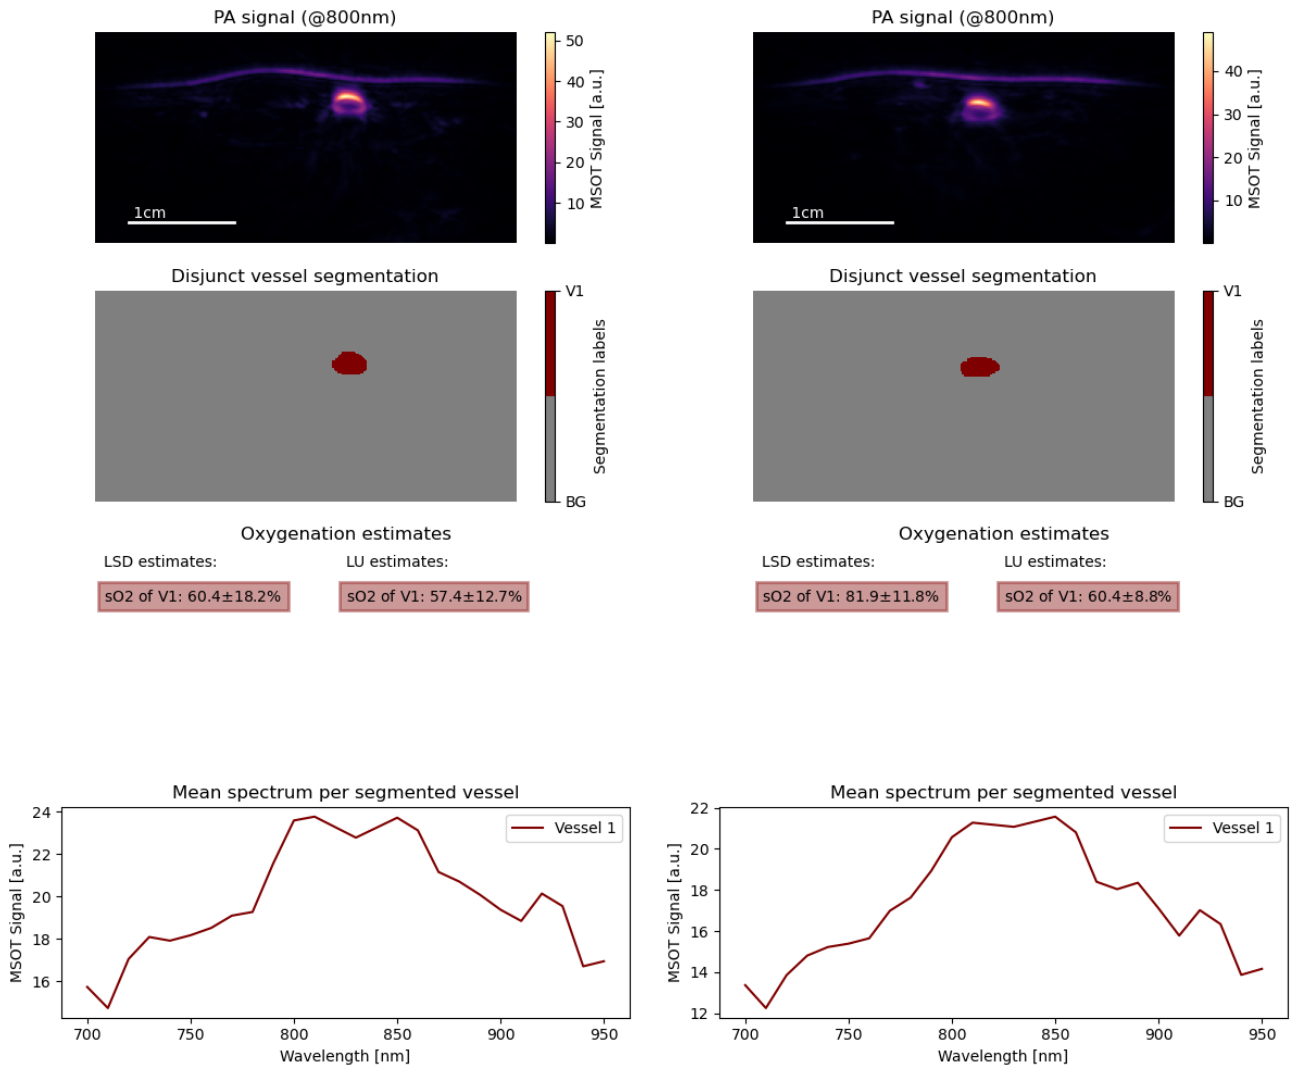 PA signal (@800nm)
50
40
30
20
10
MSOT Signal [a.u.]
1cm
Disjunct vessel segmentation
V1
BG
Segmentation labels
Oxygenation estimates
LSD estimates:
LU estimates:
sO2 of V1: 60.4±18.2%
sO2 of V1: 57.4±12.7%
Mean spectrum per segmented vessel
24
22
20
18
16
MSOT Signal [a.u.]
Vessel 1
700
750
800
850
900
950
Wavelength [nm]
PA signal (@800nm)
40
30
20
10
MSOT Signal [a.u.]
1cm
Disjunct vessel segmentation
V1
BG
Segmentation labels
Oxygenation estimates
LSD estimates:
LU estimates:
sO2 of V1: 81.9±11.8%
sO2 of V1: 60.4±8.8%
Mean spectrum per segmented vessel
22
20
18
16
14
12
MSOT Signal [a.u.]
Vessel 1
700
750
800
850
900
950
Wavelength [nm]